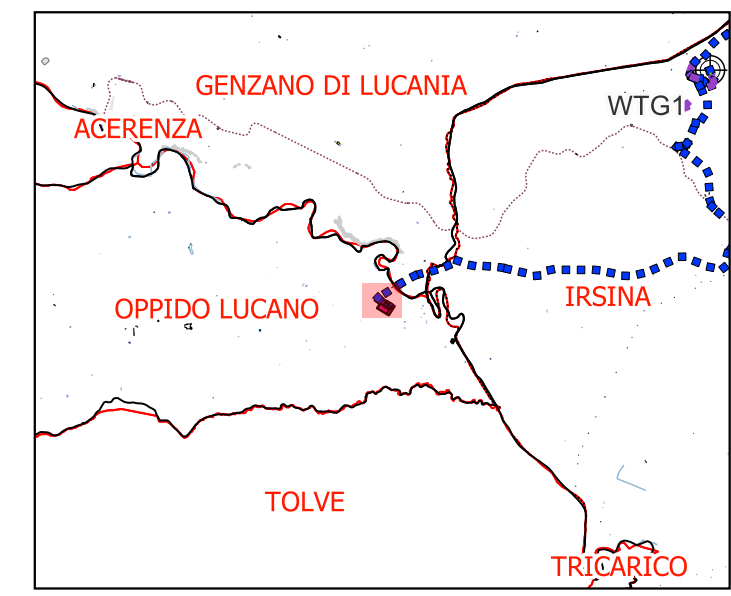 GENZANO DI LUCANIA
WTG1
ACERENZA
OPPIDO LUCANO
IRSINA
TOLVE
TRICARICO